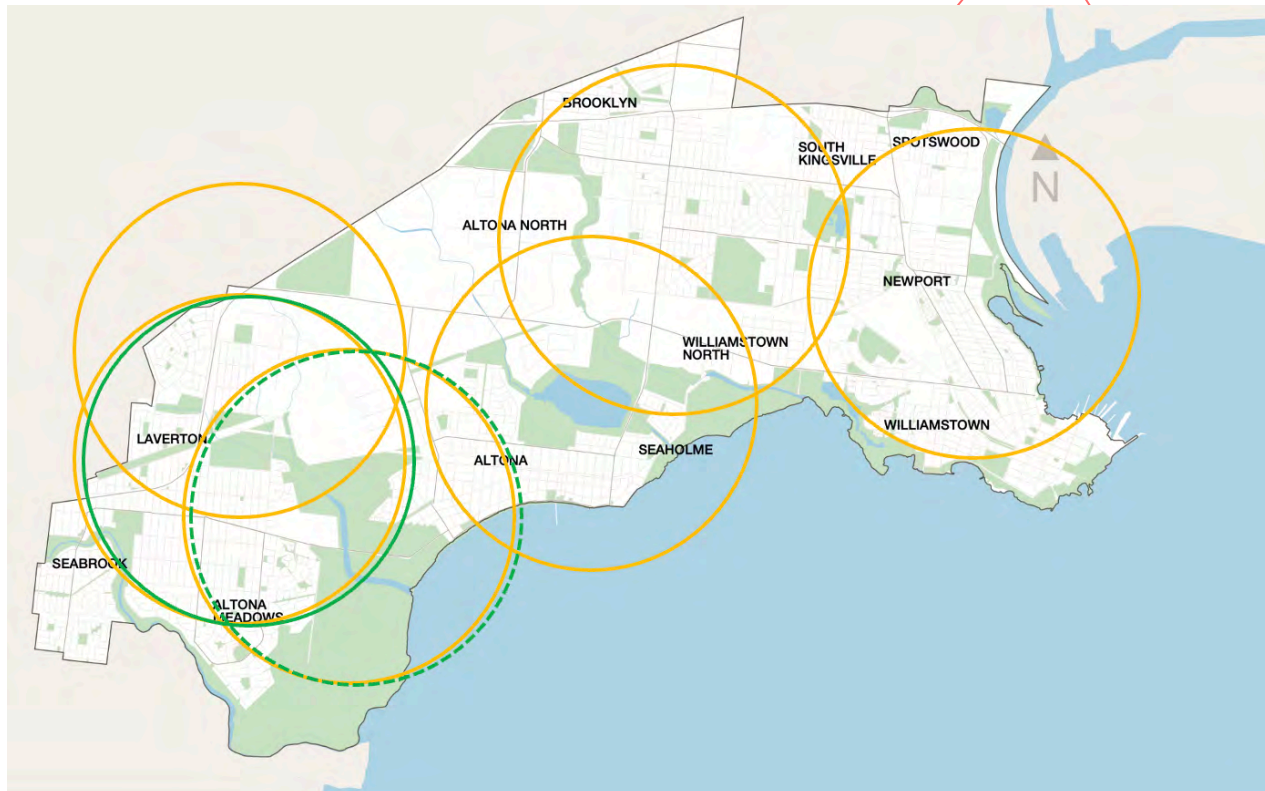 BROOKLYN
SOUTH
KINGSVILLE
SPOTSWOOD
N
ALTONA NORTH
NEWPORT
WILLIAMSTOWN
NORTH
LAVERTON
ALTONA
SEAHOLME
WILLIAMSTOWN
SEABROOK
ALTONA
MEADOWS